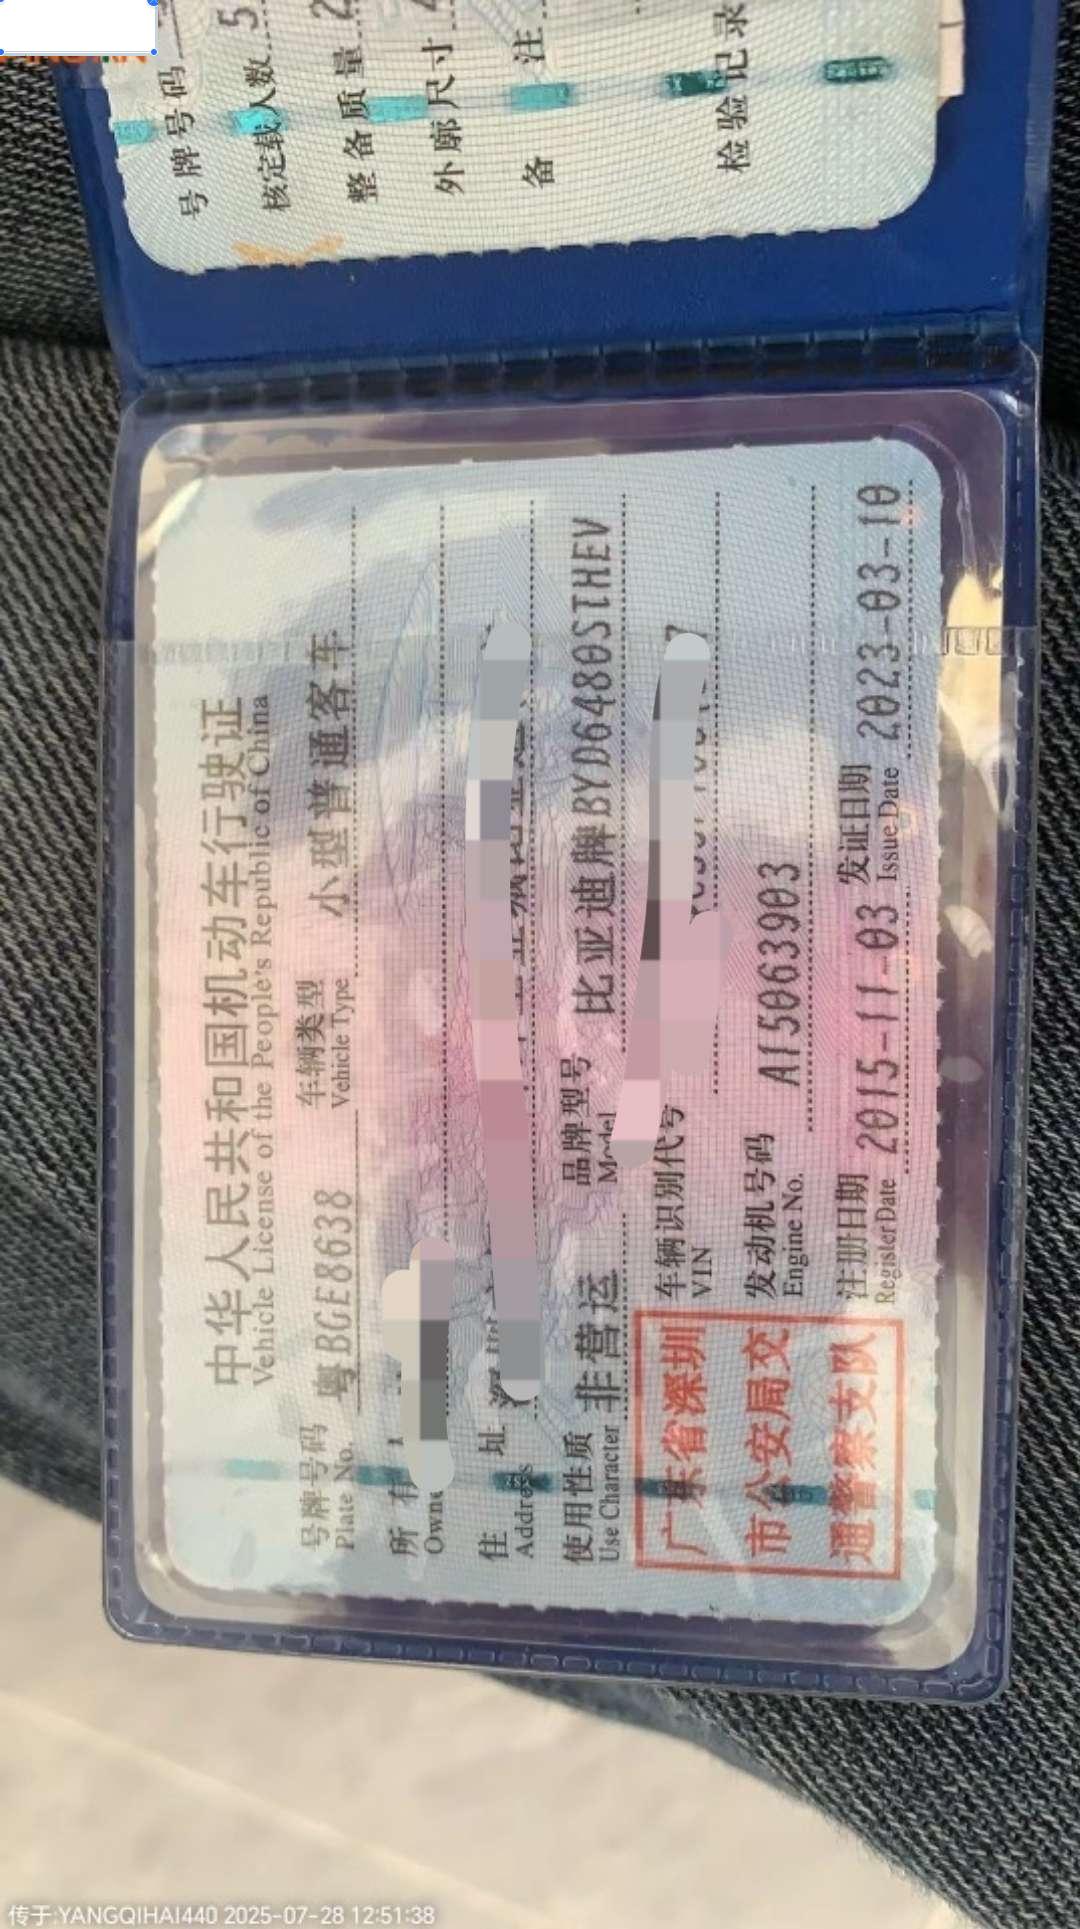 号牌号码
核定载人数 5
整备质量 2
外廓尺寸
备 注
检验记录
中华人民共和国机动车行驶证
Vehicle License of the People's Republic of China
号牌号码 粤BGE8638 车辆类型 小型普通客车
Plate No. Vehicle Type
所有
Owne
住 址
Address
使用性质 非营运 品牌型号 比亚迪牌BYD6480STHEV
Use Character Model
车辆识别代号
VIN
发动机号码 A15063903
Engine No.
注册日期 2015-11-03 发证日期 2023-03-10
Register Date Issue Date
广东省深圳
市公安局交
通警察支队
传于:YANGQIHAI440 2025-07-28 12:51:38